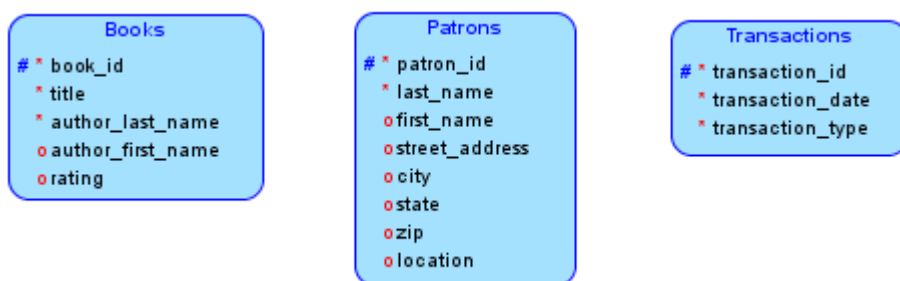 Books
# * book_id
* title
* author_last_name
o author_first_name
o rating
Patrons
# * patron_id
* last_name
o first_name
o street_address
o city
o state
o zip
o location
Transactions
# * transaction_id
* transaction_date
* transaction_type